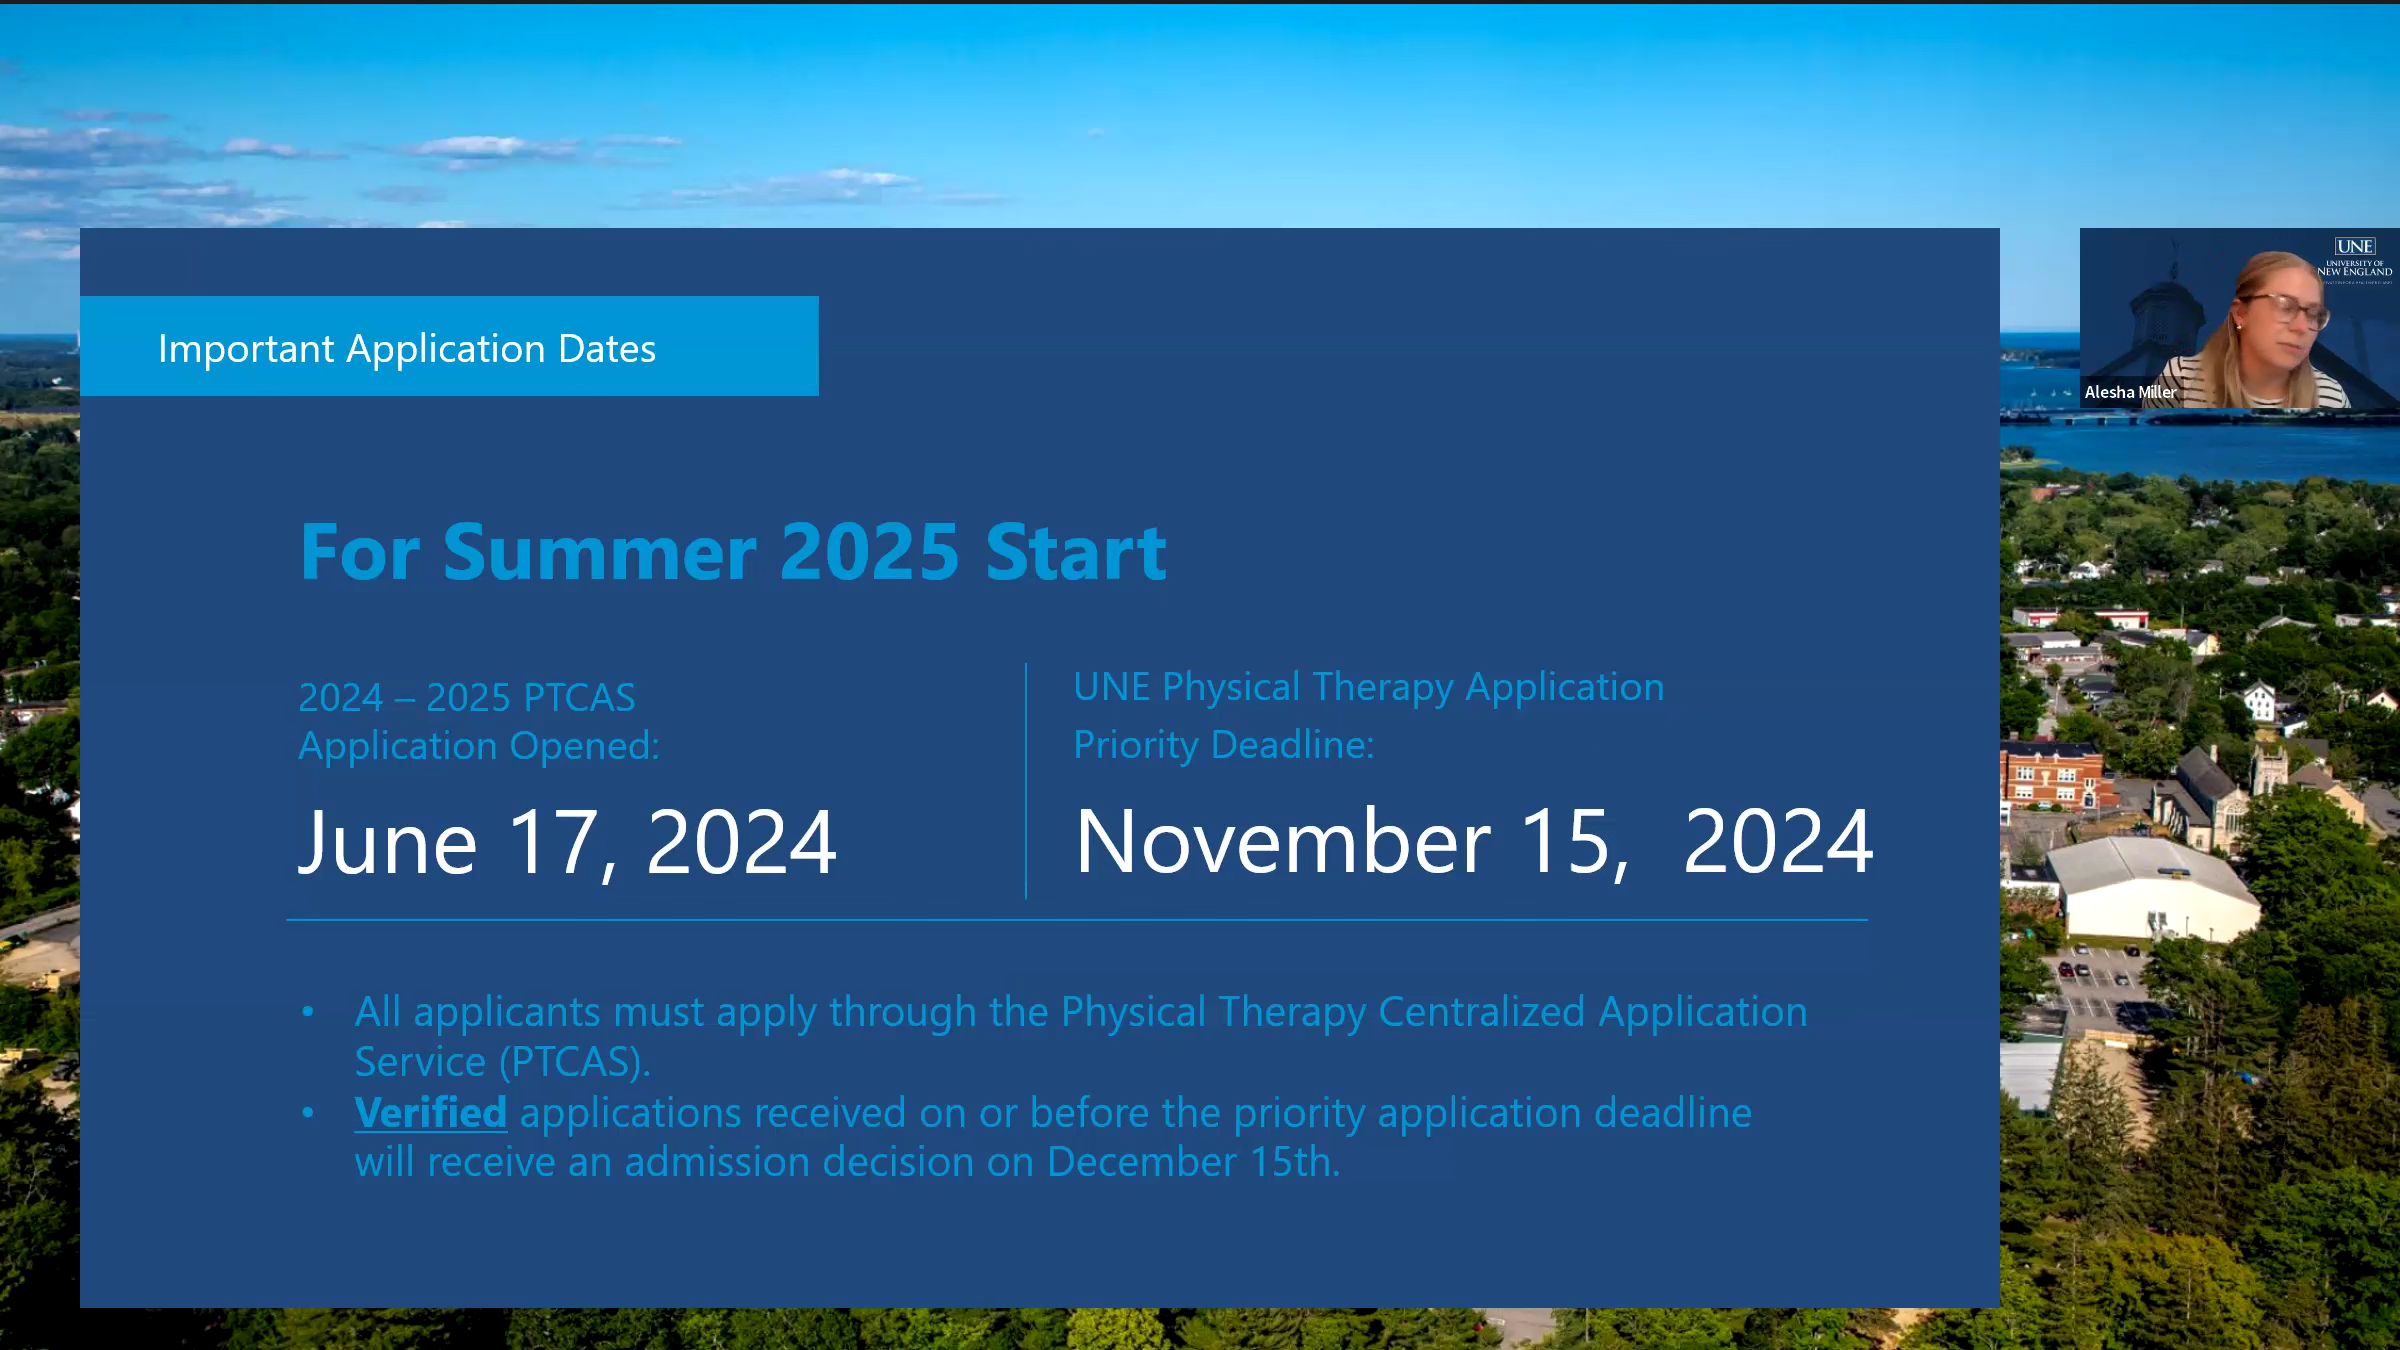 Important Application Dates
UNE
UNIVERSITY OF
NEW ENGLAND
Alesha Miller
For Summer 2025 Start
2024 – 2025 PTCAS
Application Opened:
June 17, 2024
UNE Physical Therapy Application
Priority Deadline:
November 15,  2024
• All applicants must apply through the Physical Therapy Centralized Application
Service (PTCAS).
• Verified applications received on or before the priority application deadline
will receive an admission decision on December 15th.